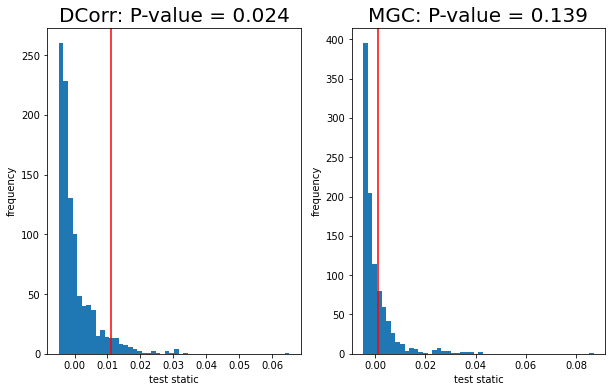 DCorr: P-value = 0.024
250
200
150
100
50
0
frequency
0.00 0.01 0.02 0.03 0.04 0.05 0.06
test static
MGC: P-value = 0.139
400
350
300
250
200
150
100
50
0
frequency
0.00 0.02 0.04 0.06 0.08
test static